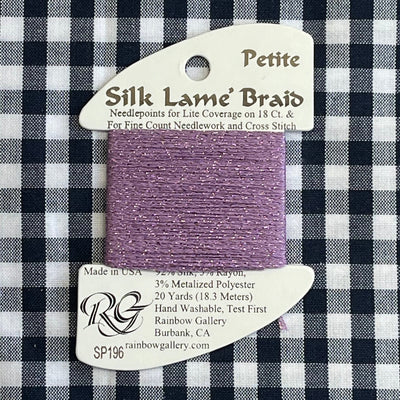 Petite
Silk Lame' Braid
Needlepoints for Lite Coverage on 18 Ct. &
For Fine Count Needlework and Cross Stitch
Made in USA 92% Silk, 5% Rayon,
3% Metalized Polyester
20 Yards (18.3 Meters)
Hand Washable, Test First
RG
Rainbow Gallery
Burbank, CA
SP196 rainbowgallery.com